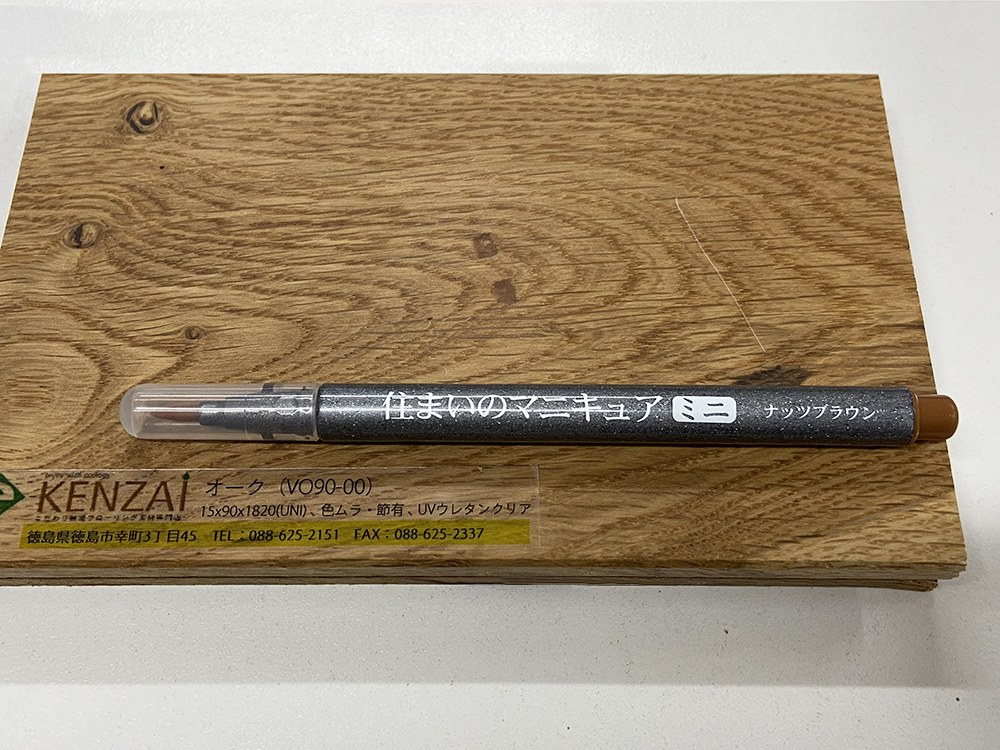 住まいのマニキュア ミニ ナッツブラウン
enjoy with ecology
KENZAI オーク（VO90-00）
15x90x1820(UNI)、色ムラ・節有、UVウレタンクリア
徳島県徳島市幸町3丁目45 TEL：088-625-2151 FAX：088-625-2337